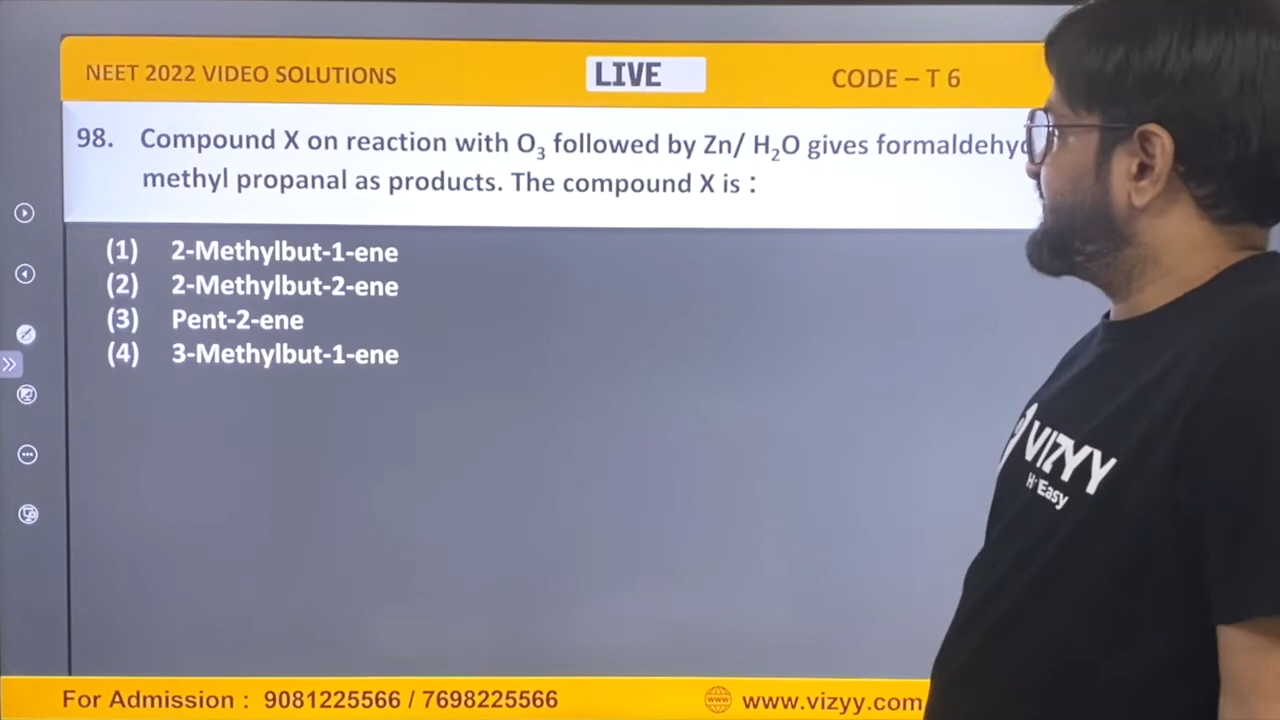 NEET 2022 VIDEO SOLUTIONS
LIVE
CODE – T 6
98. Compound X on reaction with O₃ followed by Zn/ H₂O gives
methyl propanal as products. The compound X is :
(1) 2-Methylbut-1-ene
(2) 2-Methylbut-2-ene
(3) Pent-2-ene
(4) 3-Methylbut-1-ene
VIZYY
Easy
For Admission : 9081225566 / 7698225566
www
www.vizyy.com